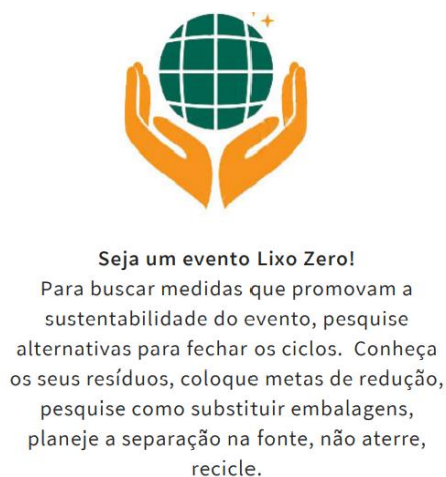 Seja um evento Lixo Zero!
Para buscar medidas que promovam a
sustentabilidade do evento, pesquise
alternativas para fechar os ciclos. Conheça
os seus resíduos, coloque metas de redução,
pesquise como substituir embalagens,
planeje a separação na fonte, não aterre,
recicle.